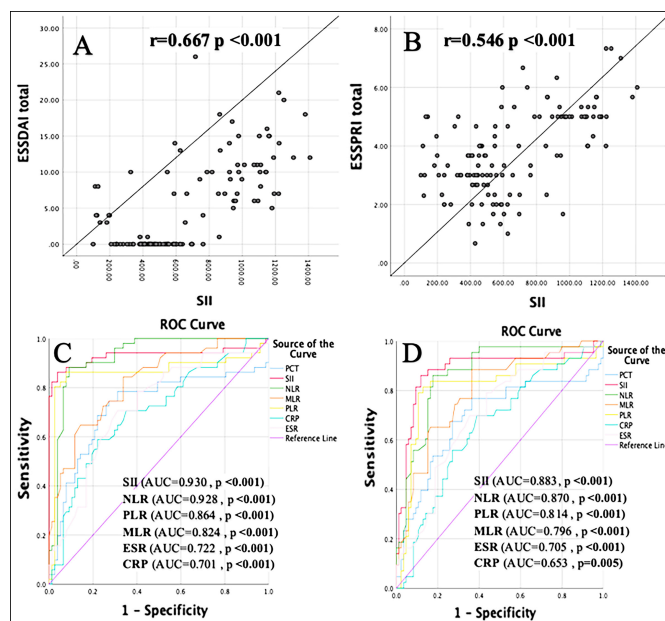 A
r=0.667 p <0.001
ESSDAI total
30.00
25.00
20.00
15.00
10.00
5.00
.00
.00
200.00
400.00
600.00
800.00
1000.00
1200.00
1400.00
SII
B
r=0.546 p <0.001
ESSPRI total
8.00
6.00
4.00
2.00
.00
200.00
400.00
600.00
800.00
1000.00
1200.00
1400.00
SII
ROC Curve
C
Sensitivity
1.0
0.8
0.6
0.4
0.2
0.0
0.0
0.2
0.4
0.6
0.8
1.0
1 - Specificity
Source of the
Curve
PCT
SII
NLR
MLR
PLR
CRP
ESR
Reference Line
SII (AUC=0.930 , p <0.001)
NLR (AUC=0.928 , p <0.001)
PLR (AUC=0.864 , p <0.001)
MLR (AUC=0.824 , p <0.001)
ESR (AUC=0.722 , p <0.001)
CRP (AUC=0.701 , p <0.001)
ROC Curve
D
Sensitivity
1.0
0.8
0.6
0.4
0.2
0.0
0.0
0.2
0.4
0.6
0.8
1.0
1 - Specificity
Source of the
Curve
PCT
SII
NLR
MLR
PLR
CRP
ESR
Reference Line
SII (AUC=0.883 , p <0.001)
NLR (AUC=0.870 , p <0.001)
PLR (AUC=0.814 , p <0.001)
MLR (AUC=0.796 , p <0.001)
ESR (AUC=0.705 , p <0.001)
CRP (AUC=0.653, p=0.005)